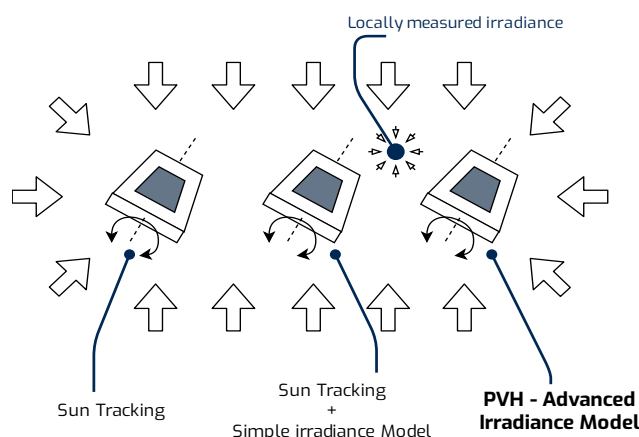 Locally measured irradiance
Sun Tracking
Sun Tracking
+
Simple irradiance Model
PVH - Advanced
Irradiance Model